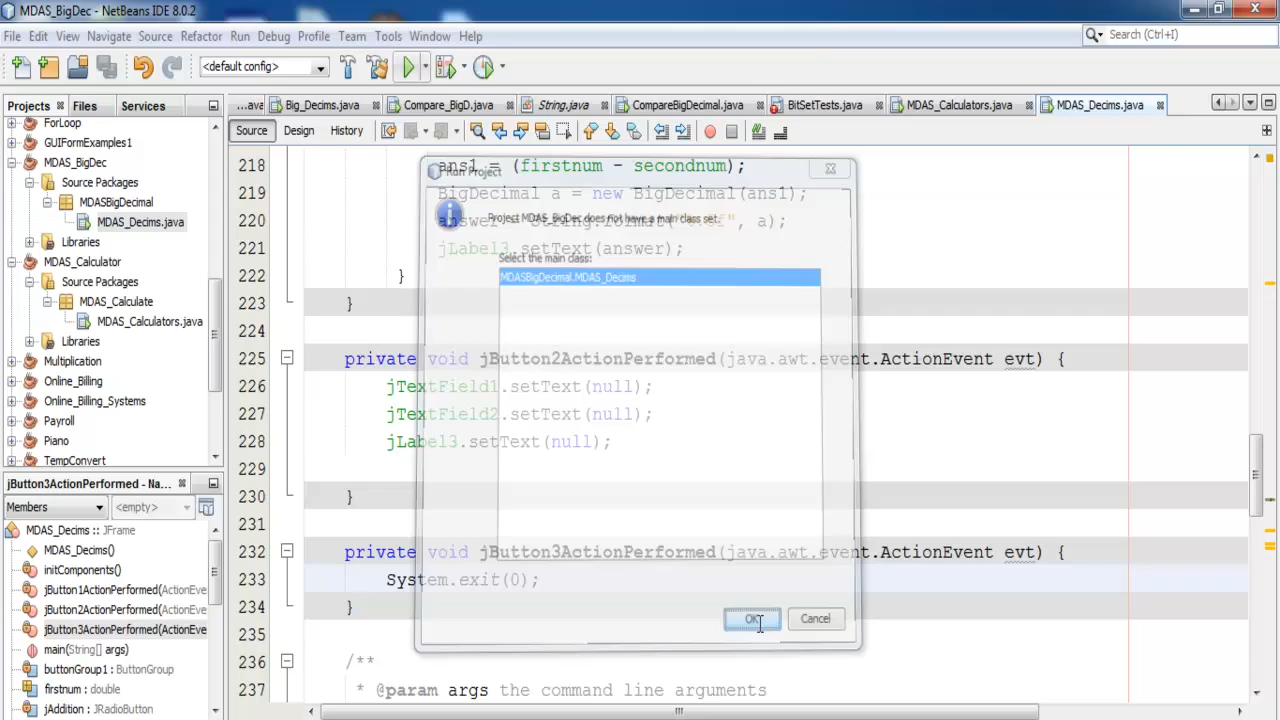 MDAS_BigDec - NetBeans IDE 8.0.2
File Edit View Navigate Source Refactor Run Debug Profile Team Tools Window Help
Search (Ctrl+I)
<default config>
Projects Files Services
...ava Big_Decims.java Compare_BigD.java String.java CompareBigDecimal.java BitSetTests.java MDAS_Calculators.java MDAS_Decims.java
Source Design History
ForLoop
GUIFormExamples1
MDAS_BigDec
Source Packages
MDASBigDecimal
MDAS_Decims.java
Libraries
MDAS_Calculator
Source Packages
MDAS_Calculate
MDAS_Calculators.java
Libraries
Multiplication
Online_Billing
Online_Billing_Systems
Payroll
Piano
TempConvert
jButton3ActionPerformed - Na...
Members <empty>
MDAS_Decims :: JFrame
MDAS_Decims()
initComponents()
jButton1ActionPerformed(ActionEve
jButton2ActionPerformed(ActionEve
jButton3ActionPerformed(ActionEve
main(String[] args)
buttonGroup1 : ButtonGroup
firstnum : double
jAddition : JRadioButton
218 ans1 = (firstnum - secondnum);
219 BigDecimal a = new BigDecimal(ans1);
220 answer = String.format( , a);
221 jLabel3.setText(answer);
222 }
223 }
224
225 private void jButton2ActionPerformed(java.awt.event.ActionEvent evt) {
226 jTextField1.setText(null);
227 jTextField2.setText(null);
228 jLabel3.setText(null);
229
230 }
231
232 private void jButton3ActionPerformed(java.awt.event.ActionEvent evt) {
233 System.exit(0);
234 }
235
236 /**
237 * @param args the command line arguments
Run Project
Project MDAS_BigDec does not have a main class set.
Select the main class:
MDASBigDecimal.MDAS_Decims
OK Cancel